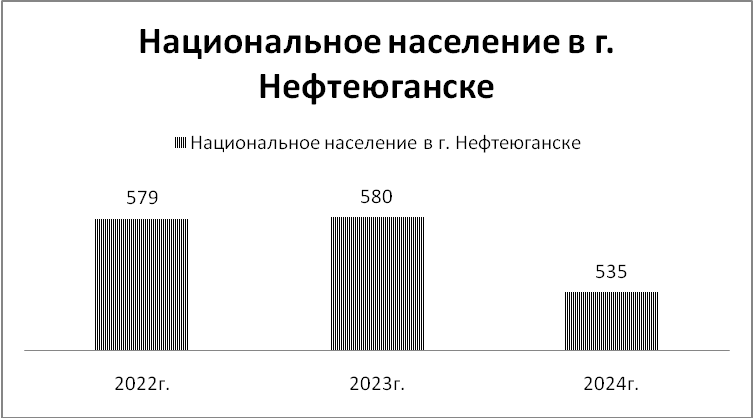 Национальное население в г.
Нефтеюганске
Национальное население в г. Нефтеюганске
579
580
535
2022г.
2023г.
2024г.